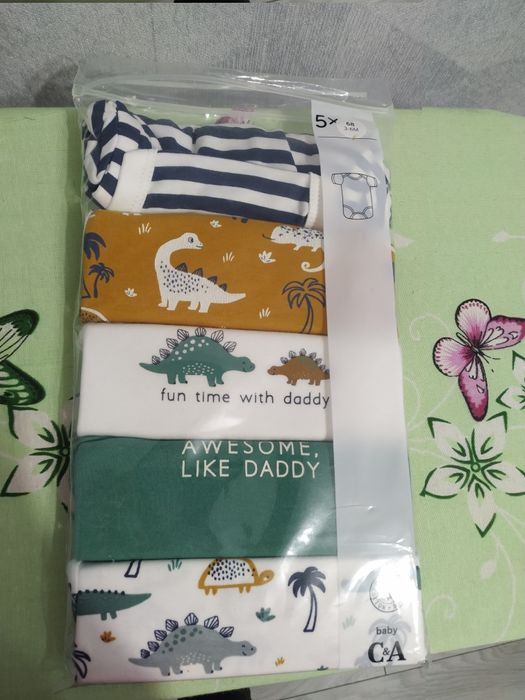 5x
68
3-6M
fun time with daddy
AWESOME,
LIKE DADDY
baby
C&A